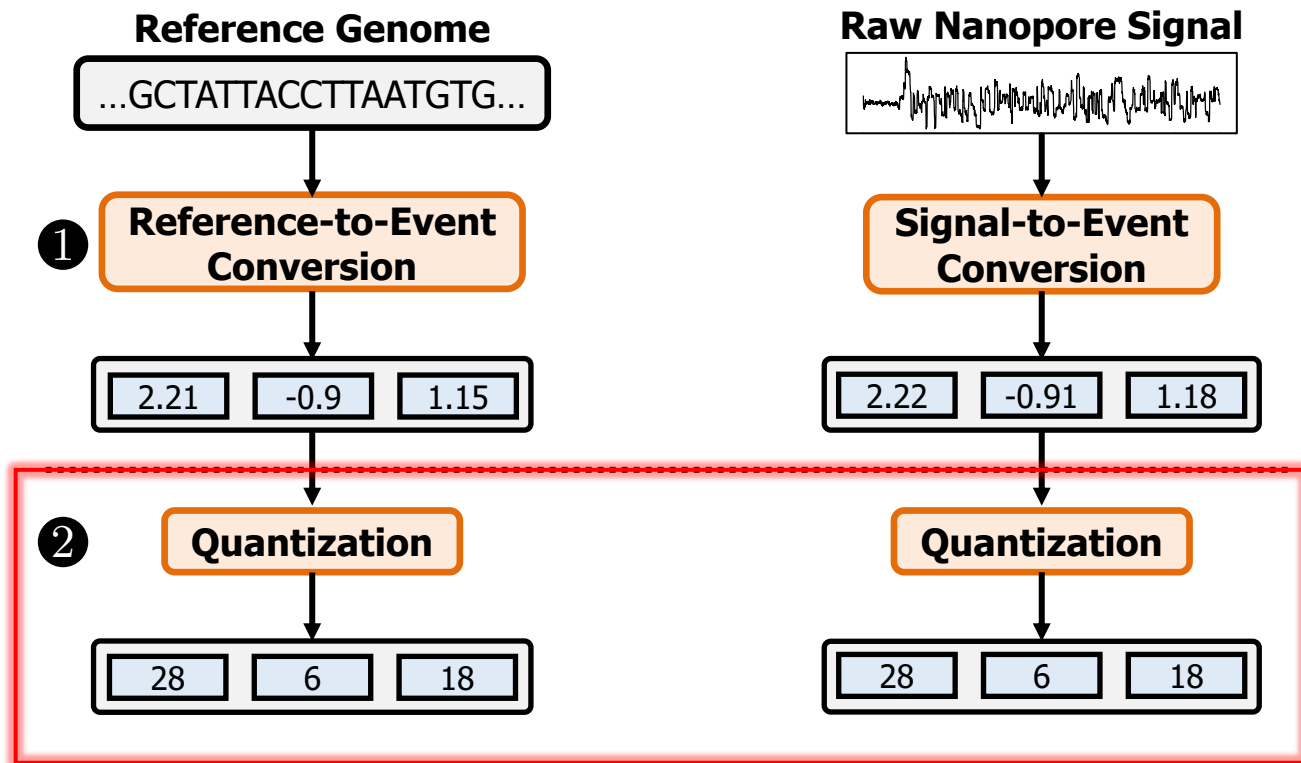 Reference Genome
...GCTATTACCTTAATGTG...
❶
Reference-to-Event
Conversion
2.21 -0.9 1.15
❷
Quantization
28 6 18
Raw Nanopore Signal
Signal-to-Event
Conversion
2.22 -0.91 1.18
Quantization
28 6 18